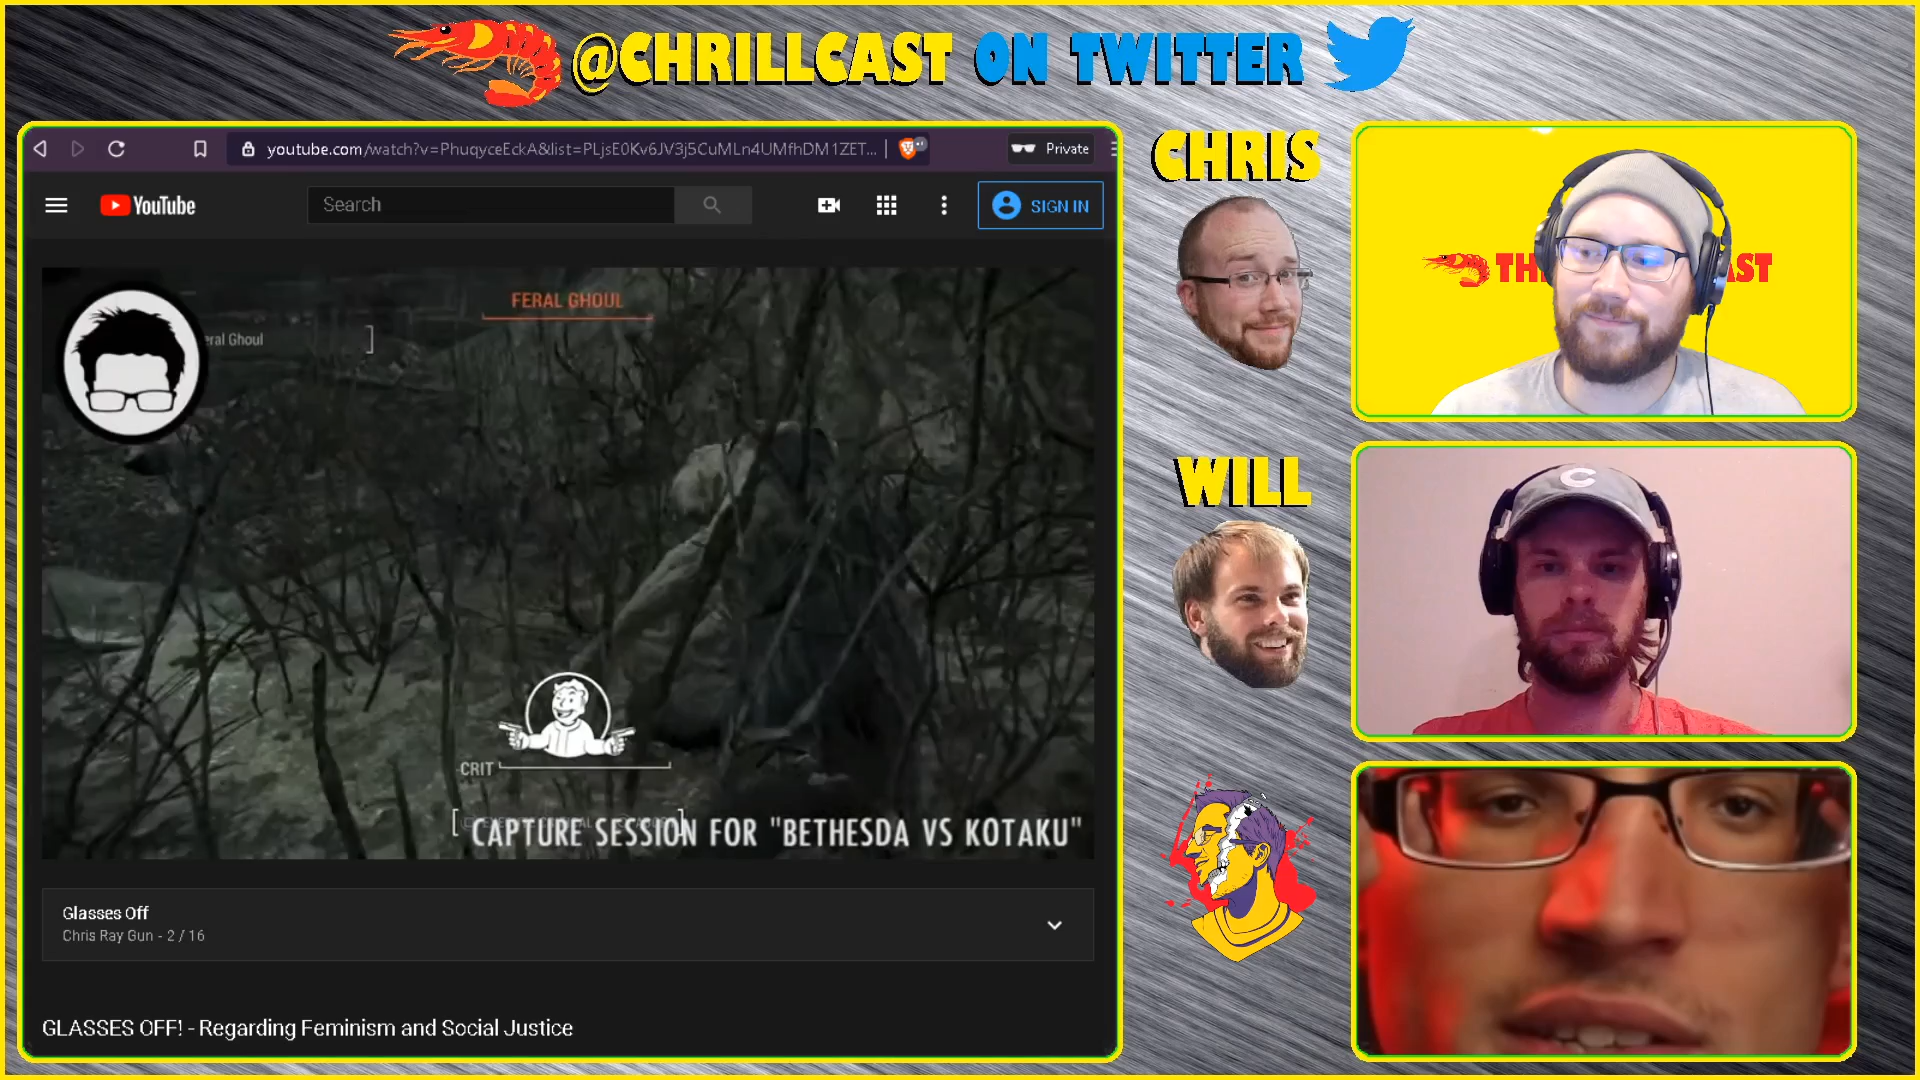 @CHRILLCAST ON TWITTER
youtube.com/watch?v=PhuqyceEckA&list=PLjsE0Kv6JV3j5CuMLn4UMfhDM1ZET...
Private
YouTube
Search
SIGN IN
FERAL GHOUL
eral Ghoul
CRIT
CAPTURE SESSION FOR "BETHESDA VS KOTAKU"
Glasses Off
Chris Ray Gun - 2 / 16
GLASSES OFF! - Regarding Feminism and Social Justice
CHRIS
TH
AST
WILL
C